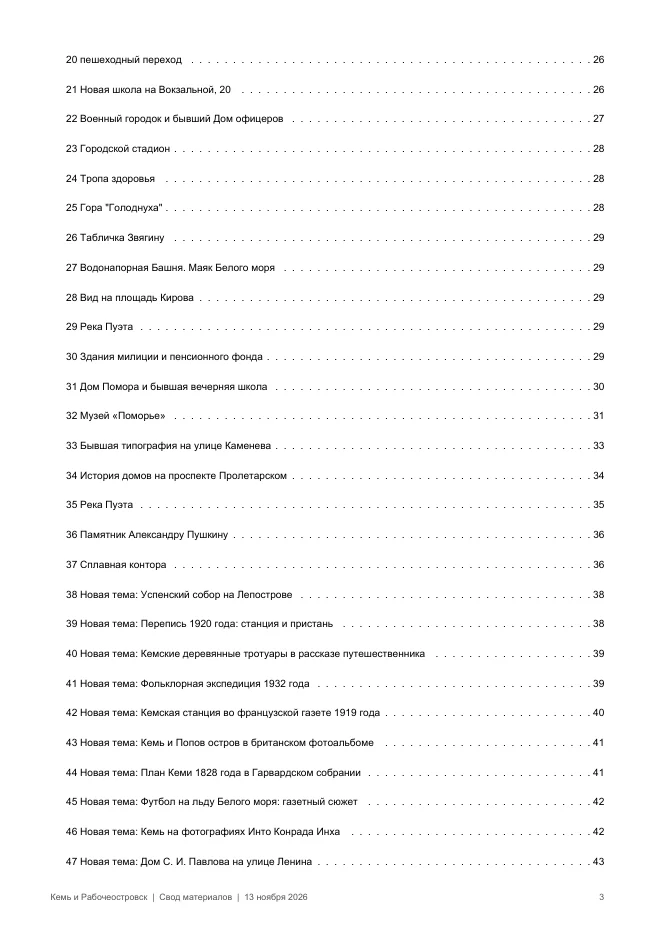 20 пешеходный переход . . . . . . . . . . . . . . . . . . . . . . . . . . . . . . . . . . . . . . . . 26
21 Новая школа на Вокзальной, 20 . . . . . . . . . . . . . . . . . . . . . . . . . . . . . . . . . . . 26
22 Военный городок и бывший Дом офицеров . . . . . . . . . . . . . . . . . . . . . . . . . . . . . . 27
23 Городской стадион . . . . . . . . . . . . . . . . . . . . . . . . . . . . . . . . . . . . . . . . . 28
24 Тропа здоровья . . . . . . . . . . . . . . . . . . . . . . . . . . . . . . . . . . . . . . . . . . 28
25 Гора "Голоднуха" . . . . . . . . . . . . . . . . . . . . . . . . . . . . . . . . . . . . . . . . . . 28
26 Табличка Звягину . . . . . . . . . . . . . . . . . . . . . . . . . . . . . . . . . . . . . . . . . 29
27 Водонапорная Башня. Маяк Белого моря . . . . . . . . . . . . . . . . . . . . . . . . . . . . . . . 29
28 Вид на площадь Кирова . . . . . . . . . . . . . . . . . . . . . . . . . . . . . . . . . . . . . . . 29
29 Река Пуэта . . . . . . . . . . . . . . . . . . . . . . . . . . . . . . . . . . . . . . . . . . . . . 29
30 Здания милиции и пенсионного фонда . . . . . . . . . . . . . . . . . . . . . . . . . . . . . . . . 29
31 Дом Помора и бывшая вечерняя школа . . . . . . . . . . . . . . . . . . . . . . . . . . . . . . . . 30
32 Музей «Поморье» . . . . . . . . . . . . . . . . . . . . . . . . . . . . . . . . . . . . . . . . . 31
33 Бывшая типография на улице Каменева . . . . . . . . . . . . . . . . . . . . . . . . . . . . . . . . 33
34 История домов на проспекте Пролетарском . . . . . . . . . . . . . . . . . . . . . . . . . . . . . . 34
35 Река Пуэта . . . . . . . . . . . . . . . . . . . . . . . . . . . . . . . . . . . . . . . . . . . . . 35
36 Памятник Александру Пушкину . . . . . . . . . . . . . . . . . . . . . . . . . . . . . . . . . . . . 36
37 Сплавная контора . . . . . . . . . . . . . . . . . . . . . . . . . . . . . . . . . . . . . . . . . 36
38 Новая тема: Успенский собор на Лепострове . . . . . . . . . . . . . . . . . . . . . . . . . . . . . 38
39 Новая тема: Перепись 1920 года: станция и пристань . . . . . . . . . . . . . . . . . . . . . . . . . 38
40 Новая тема: Кемские деревянные тротуары в рассказе путешественника . . . . . . . . . . . . . . . . 39
41 Новая тема: Фольклорная экспедиция 1932 года . . . . . . . . . . . . . . . . . . . . . . . . . . . . 39
42 Новая тема: Кемская станция во французской газете 1919 года . . . . . . . . . . . . . . . . . . . . . 40
43 Новая тема: Кемь и Попов остров в британском фотоальбоме . . . . . . . . . . . . . . . . . . . . . 41
44 Новая тема: План Кеми 1828 года в Гарвардском собрании . . . . . . . . . . . . . . . . . . . . . . . 41
45 Новая тема: Футбол на льду Белого моря: газетный сюжет . . . . . . . . . . . . . . . . . . . . . . . 42
46 Новая тема: Кемь на фотографиях Инто Конрада Инха . . . . . . . . . . . . . . . . . . . . . . . . . 42
47 Новая тема: Дом С. И. Павлова на улице Ленина . . . . . . . . . . . . . . . . . . . . . . . . . . . . 43
Кемь и Рабочеостровск | Свод материалов | 13 ноября 2026 3